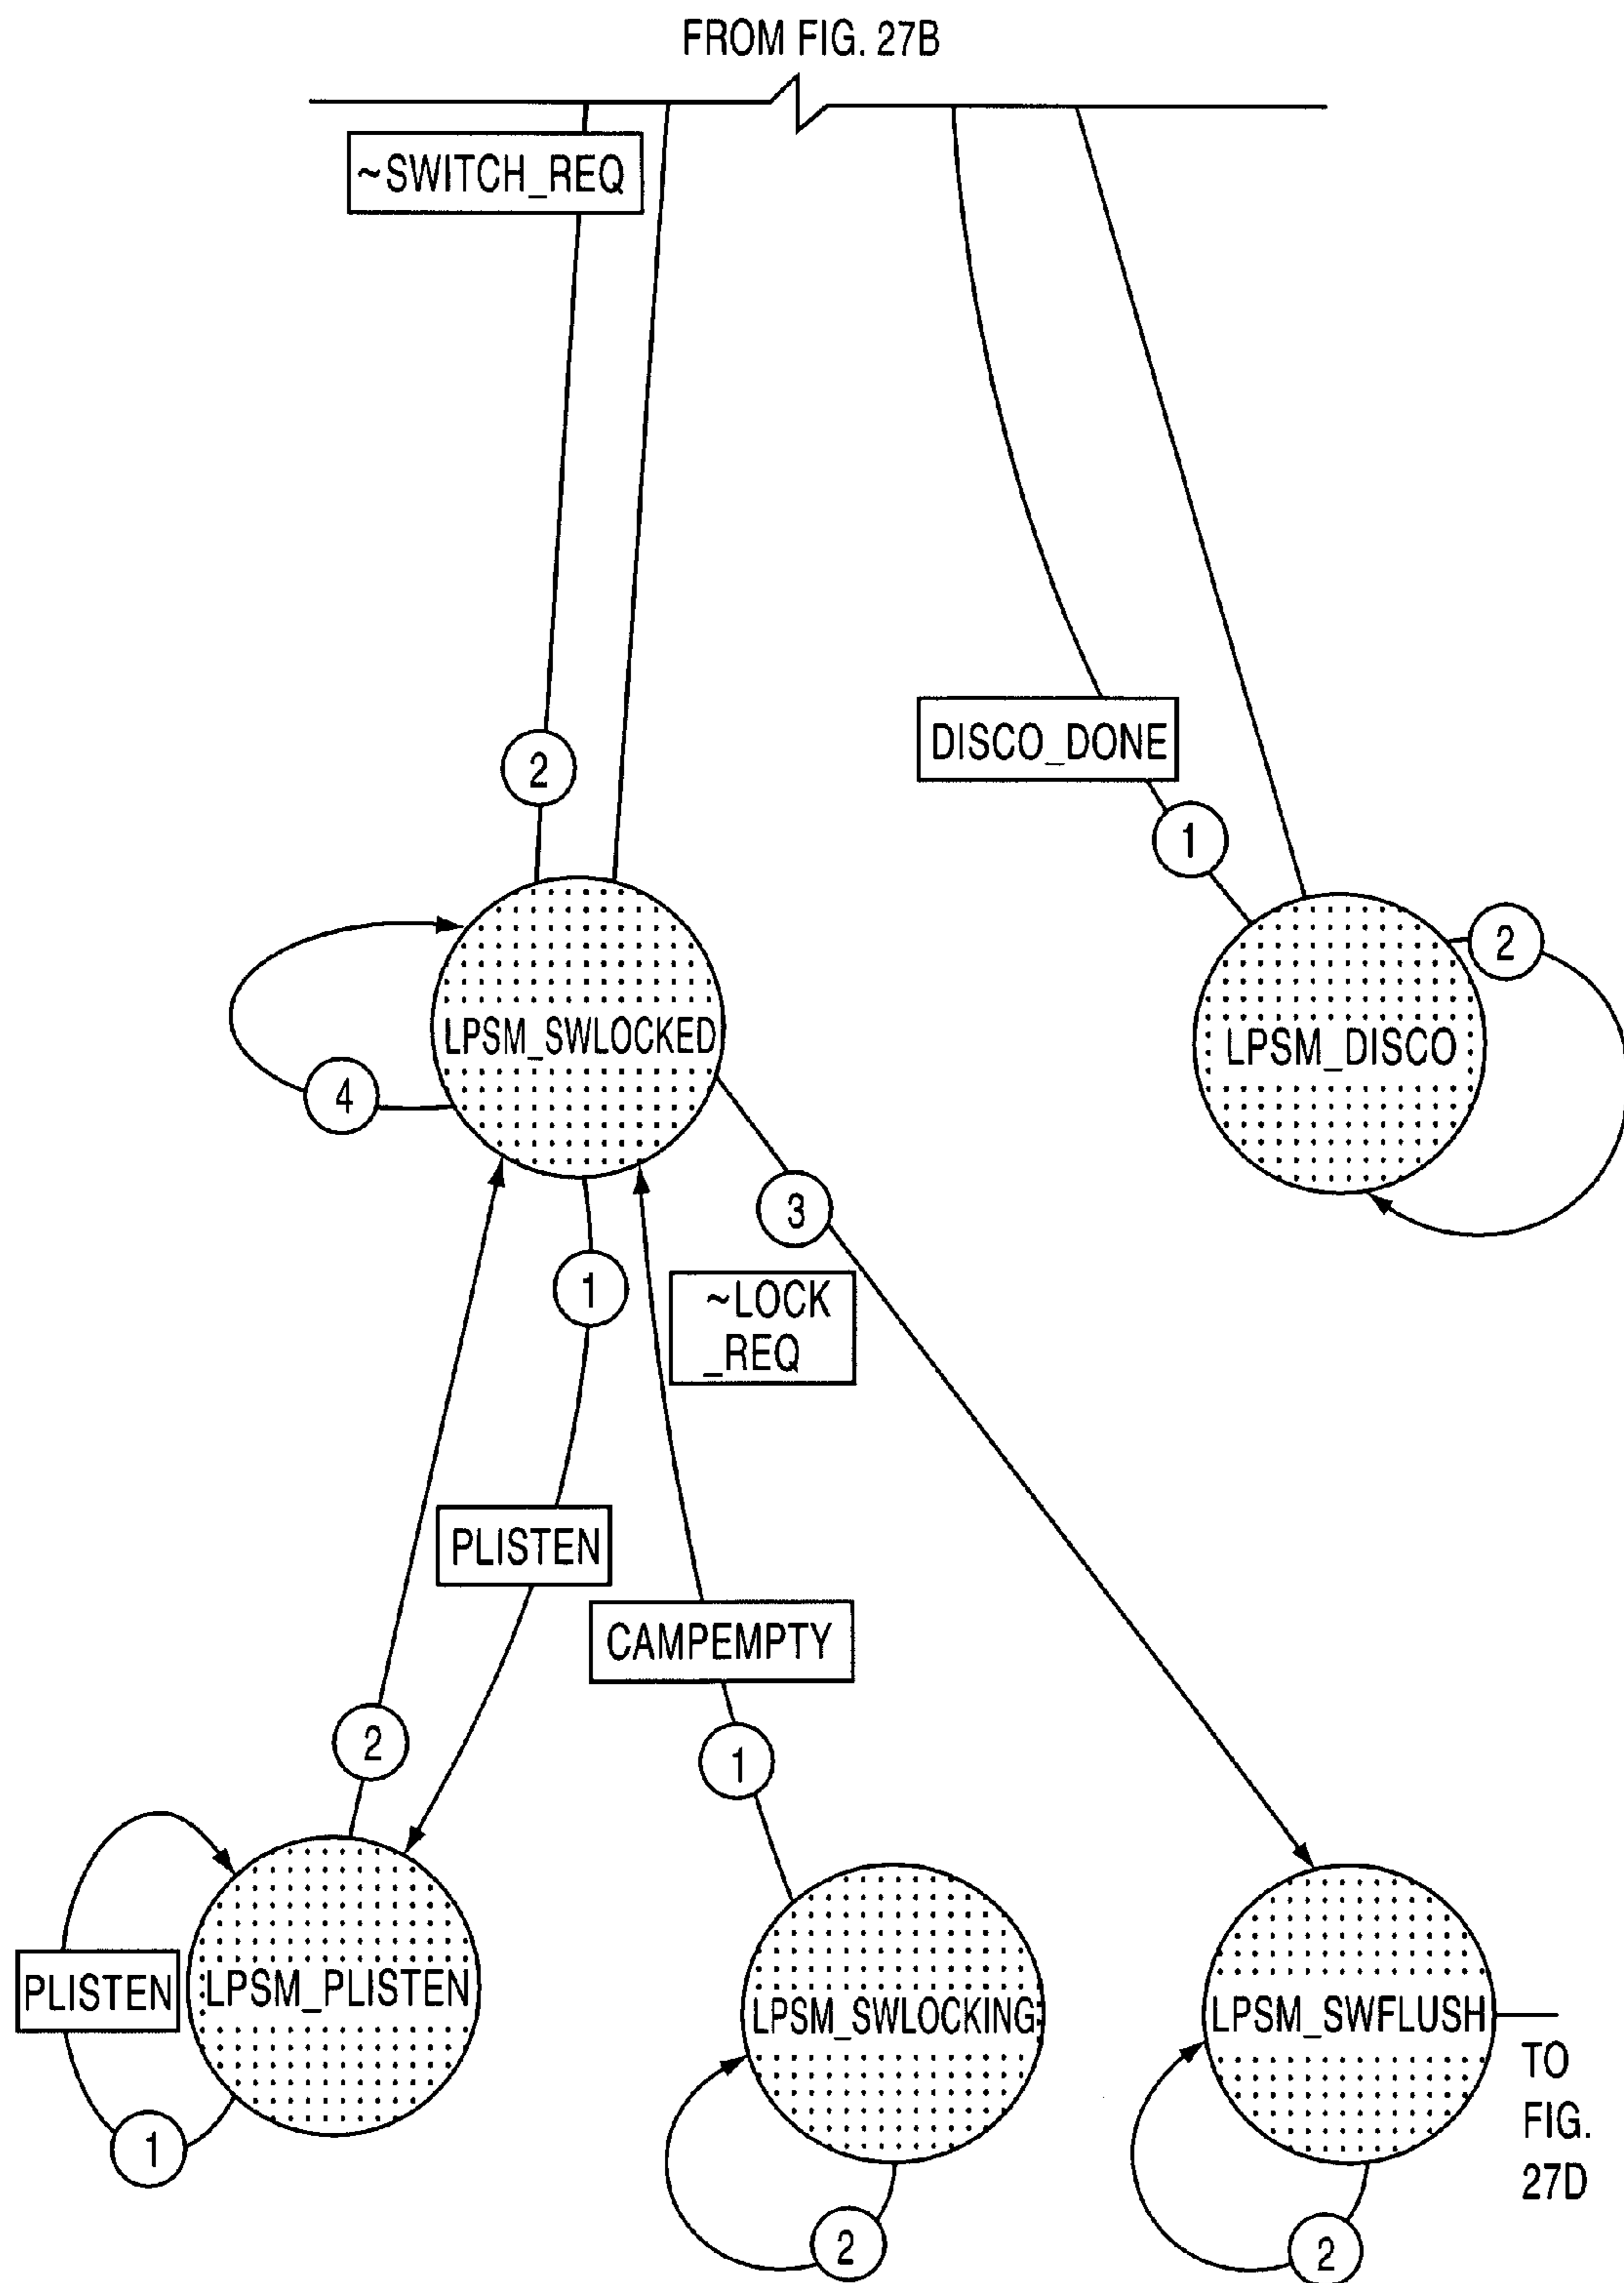 FROM FIG. 27B
~SWITCH_REQ
2
DISCO_DONE
1
2
LPSM_SWLOCKED
LPSM_DISCO
4
3
1
~LOCK
_REQ
PLISTEN
CAMPEMPTY
2
1
PLISTEN
LPSM_PLISTEN
LPSM_SWLOCKING
LPSM_SWFLUSH
TO
FIG.
27D
1
2
2